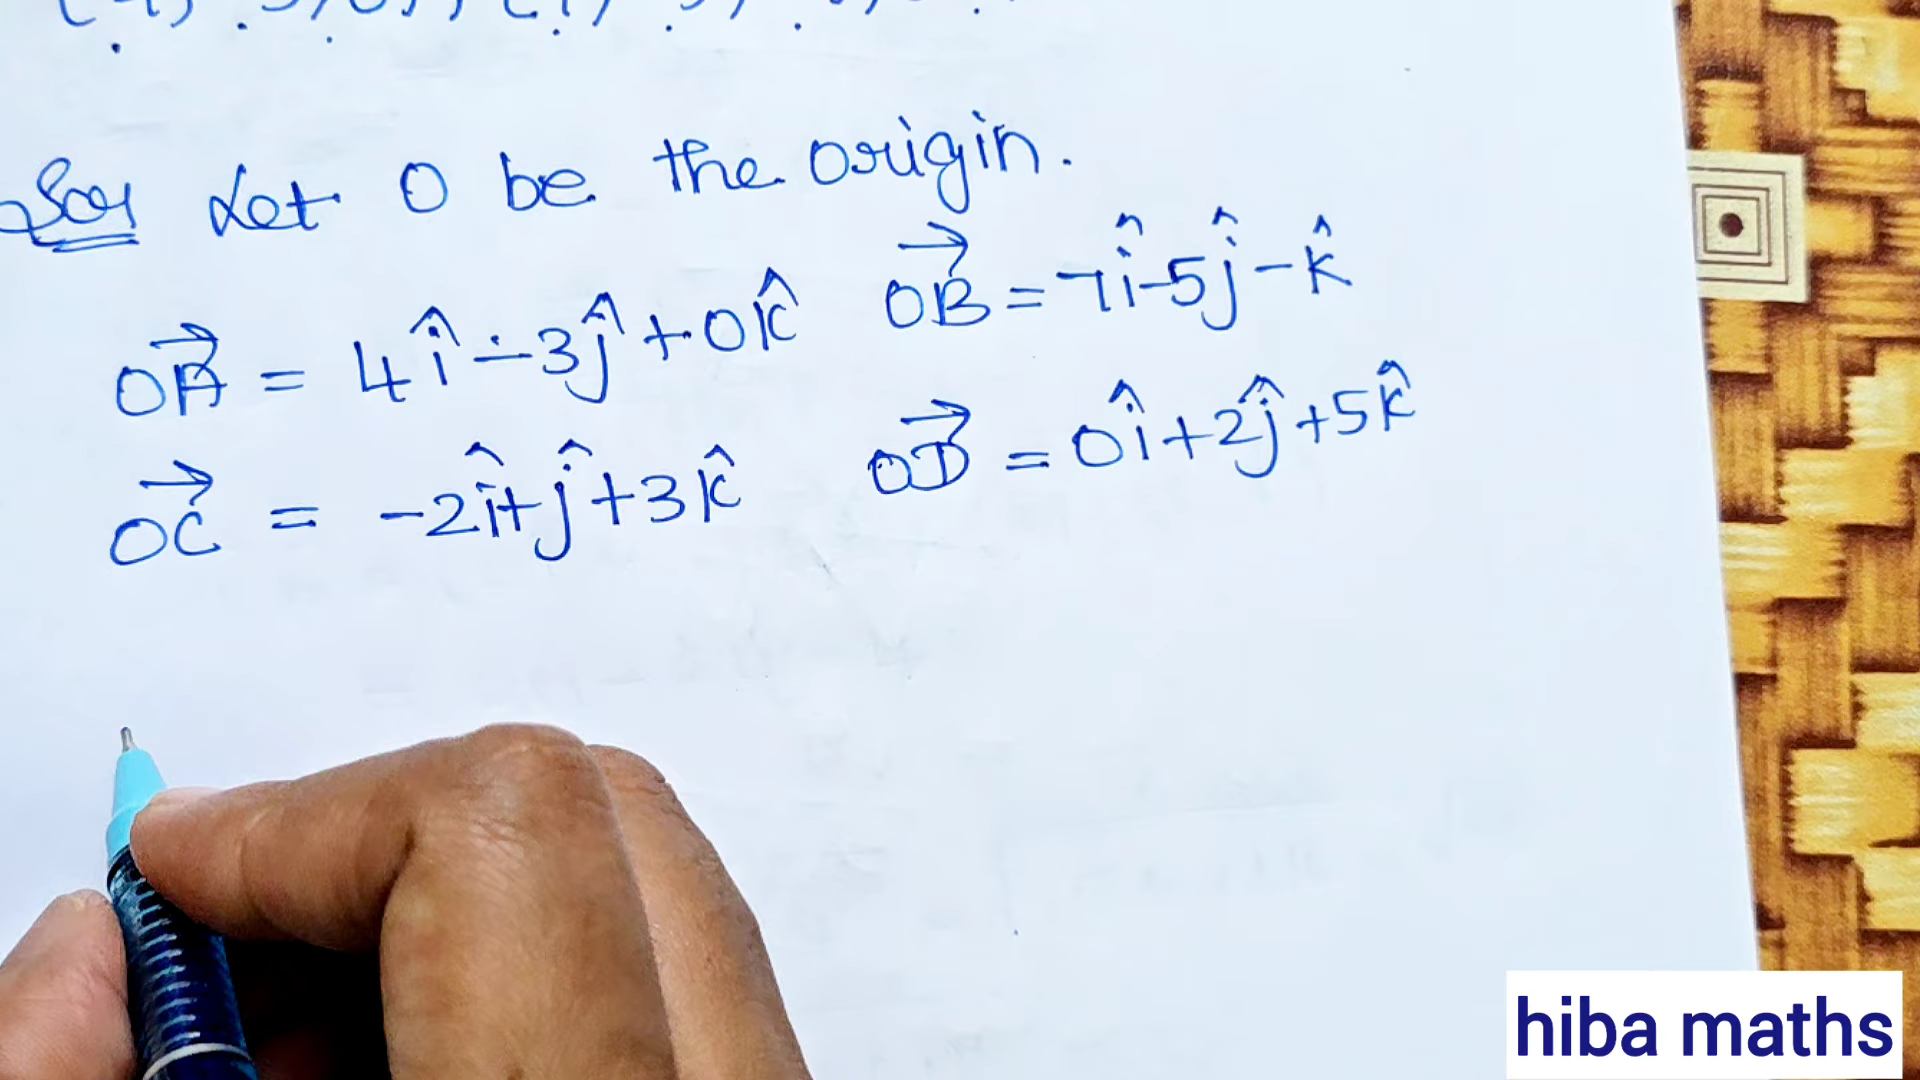 Sol Let O be the origin.
OA⃗ = 4î - 3ĵ + 0k̂ OB⃗ = 7î - 5ĵ - k̂
OC⃗ = -2î + ĵ + 3k̂ OD⃗ = 0î + 2ĵ + 5k̂
hiba maths